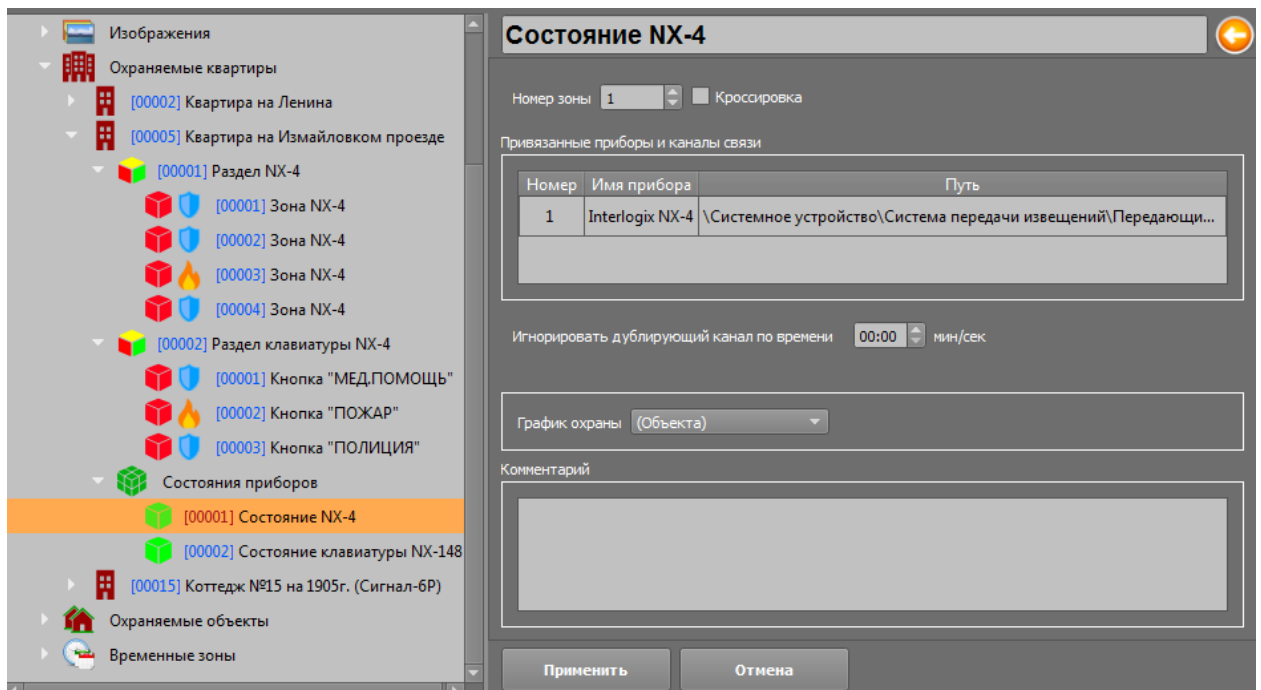 Изображения
Охраняемые квартиры
[00002] Квартира на Ленина
[00005] Квартира на Измайловком проезде
[00001] Раздел NX-4
[00001] Зона NX-4
[00002] Зона NX-4
[00003] Зона NX-4
[00004] Зона NX-4
[00002] Раздел клавиатуры NX-4
[00001] Кнопка "МЕД.ПОМОЩЬ"
[00002] Кнопка "ПОЖАР"
[00003] Кнопка "ПОЛИЦИЯ"
Состояния приборов
[00001] Состояние NX-4
[00002] Состояние клавиатуры NX-148
[00015] Коттедж №15 на 1905г. (Сигнал-6Р)
Охраняемые объекты
Временные зоны
Состояние NX-4
Номер зоны 1 Кроссировка
Привязанные приборы и каналы связи
Номер Имя прибора Путь
1 Interlogix NX-4 \Системное устройство\Система передачи извещений\Передающи...
Игнорировать дублирующий канал по времени 00:00 мин/сек
График охраны (Объекта)
Комментарий
Применить Отмена